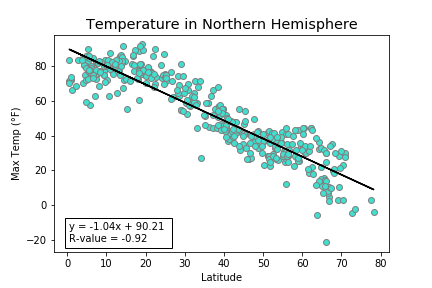 Temperature in Northern Hemisphere
Max Temp (°F)
80
60
40
20
0
−20
y = -1.04x + 90.21
R-value = -0.92
0 10 20 30 40 50 60 70 80
Latitude